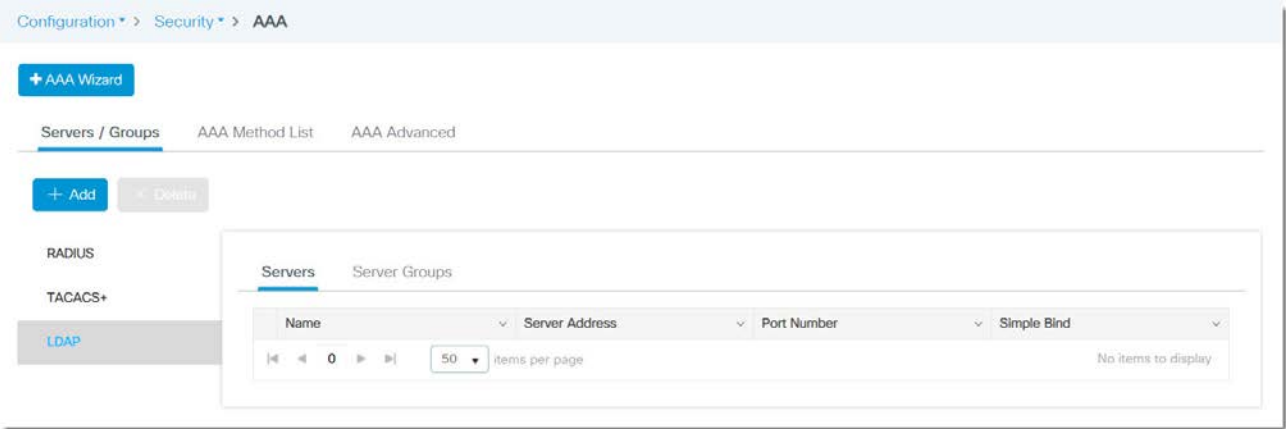 Configuration > Security > AAA
+ AAA Wizard
Servers / Groups AAA Method List AAA Advanced
+ Add × Delete
RADIUS
TACACS+
LDAP
Servers Server Groups
Name Server Address Port Number Simple Bind
0 50 items per page No items to display